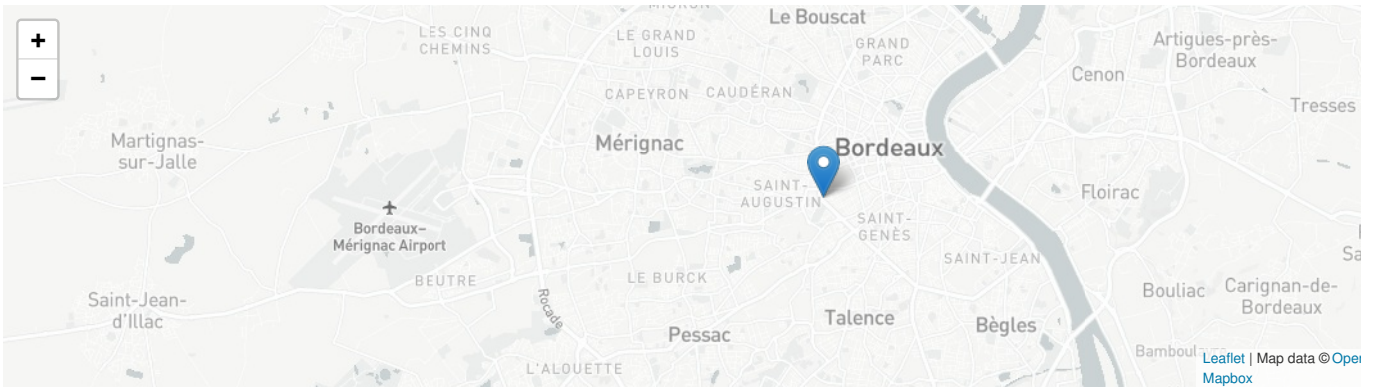 +
−
LES CINQ
CHEMINS
LE GRAND
LOUIS
Le Bouscat
GRAND
PARC
Artigues-près-
Bordeaux
Cenon
CAPEYRON
CAUDÉRAN
Tresses
Martignas-
sur-Jalle
Mérignac
Bordeaux
SAINT-
AUGUSTIN
Floirac
Bordeaux–
Mérignac Airport
SAINT-
GENÈS
SAINT-JEAN
BEUTRE
LE BURCK
Rocade
Saint-Jean-
d'Illac
Bouliac
Carignan-de-
Bordeaux
Pessac
Talence
Bègles
L'ALOUETTE
Leaflet | Map data © Open
Mapbox